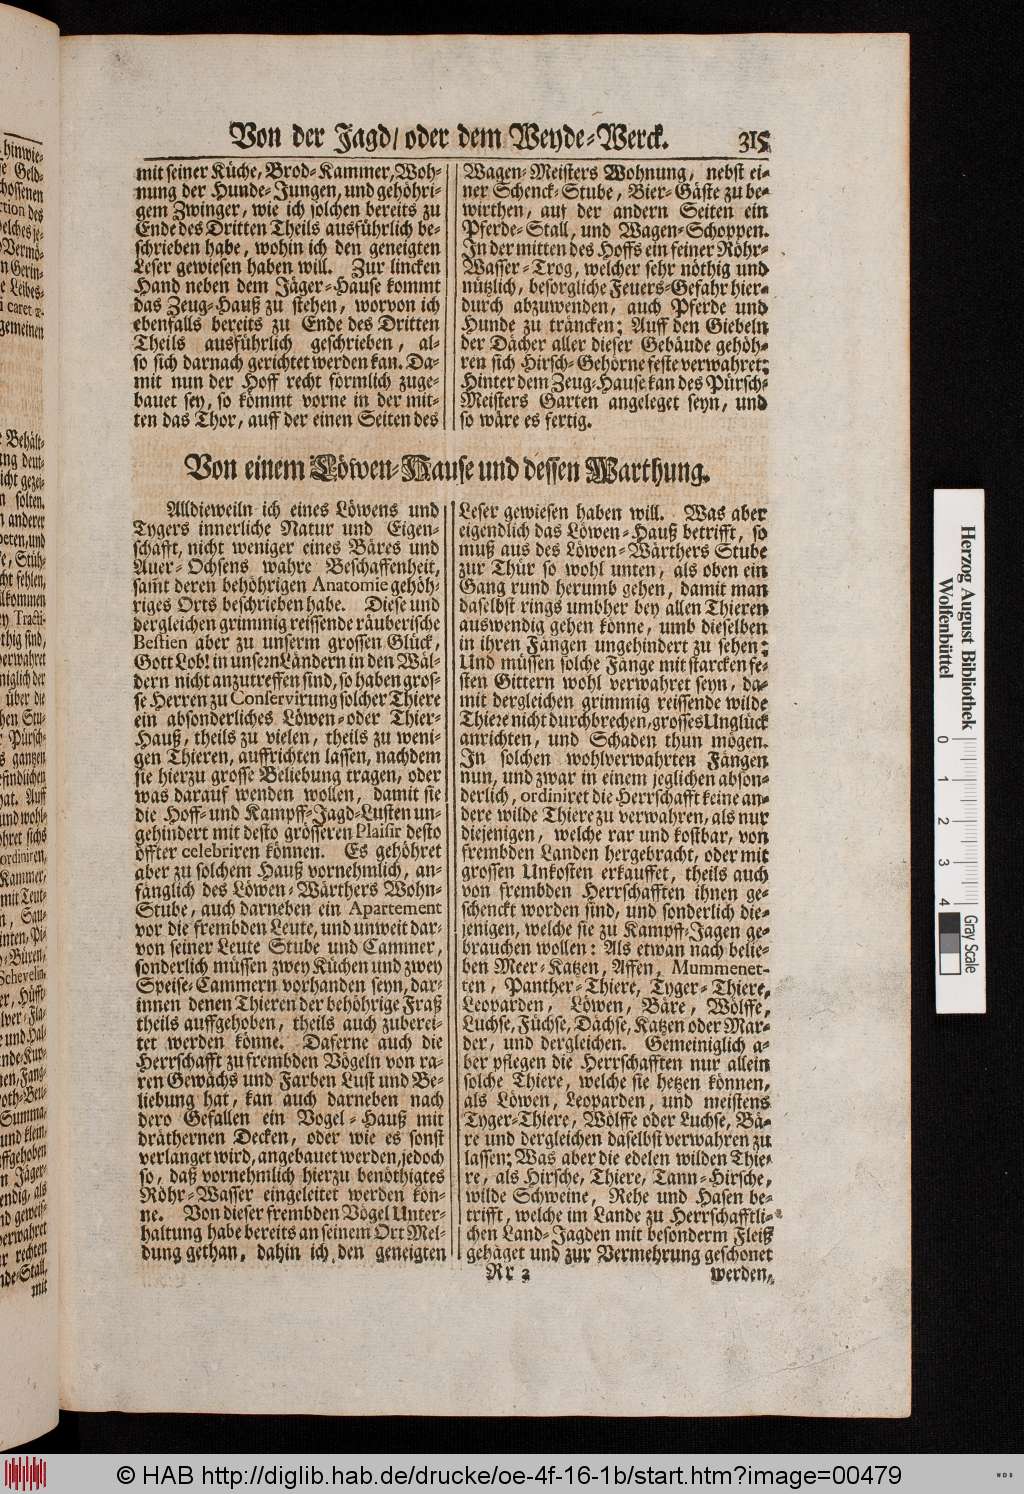 Von der Jagd/ oder dem Weyde-Werck. 315
mit seiner Küche, Brod-Kammer, Woh-
nung der Hunde-Jungen, und gehöhri-
gem Zwinger, wie ich solchen bereits zu
Ende des Dritten Theils ausführlich be-
schrieben habe, wohin ich den geneigten
Leser gewiesen haben will. Zur lincken
Hand neben dem Jäger-Hause kommt
das Zeug-Hauß zu stehen, worvon ich
ebenfalls bereits zu Ende des Dritten
Theils ausführlich geschrieben, al-
so sich darnach gerichtet werden kan. Da-
mit nun der Hoff recht förmlich zuge-
bauet sey, so kömmt vorne in der mit-
ten das Thor, auff der einen Seiten des
Wagen-Meisters Wohnung, nebst ei-
ner Schenck-Stube, Bier-Gäste zu be-
wirthen, auf der andern Seiten ein
Pferde-Stall, und Wagen-Schoppen.
In der mitten des Hoffs ein feiner Röhr-
Wasser-Trog, welcher sehr nöthig und
nützlich, besorgliche Feuers-Gefahr hier-
durch abzuwenden, auch Pferde und
Hunde zu träncken; Auff den Giebeln
der Dächer aller dieser Gebäude gehöh-
ren sich Hirsch-Gehörne feste verwahret;
Hinter dem Zeug-Hause kan des Pürsch-
Meisters Garten angeleget seyn, und
so wäre es fertig.
Von einem Löwen-Hause und dessen Warthung.
Alldieweiln ich eines Löwens und
Tygers innerliche Natur und Eigen-
schafft, nicht weniger eines Bäres und
Auer-Ochsens wahre Beschaffenheit,
samt deren behöhrigen Anatomie gehöh-
riges Orts beschrieben habe. Diese und
dergleichen grimmig reissende räuberische
Bestien aber zu unserm grossen Glück,
Gott Lob! in unsern Ländern in den Wäl-
dern nicht anzutreffen sind, so haben gros-
se Herren zu Conservirung solcher Thiere
ein absonderliches Löwen-oder Thier-
Hauß, theils zu vielen, theils zu weni-
gen Thieren, auffrichten lassen, nachdem
sie hierzu grosse Beliebung tragen, oder
was darauf wenden wollen, damit sie
die Hoff-und Kampff-Jagd-Lusten un-
gehindert mit desto grösseren Plaisir desto
öffter celebriren können. Es gehöhret
aber zu solchem Hauß vornehmlich, an-
fänglich des Löwen-Wärthers Wohn-
Stube, auch darneben ein Apartement
vor die frembden Leute, und unweit dar-
von seiner Leute Stube und Cammer,
sonderlich müssen zwey Küchen und zwey
Speise-Cammern vorhanden seyn, dar-
innen denen Thieren der behöhrige Fraß
theils auffgehoben, theils auch zuberei-
tet werden könne. Daferne auch die
Herrschafft zu frembden Vögeln von ra-
ren Gewächs und Farben Lust und Be-
liebung hat, kan auch darneben nach
dero Gefallen ein Vogel-Hauß mit
dräthernen Decken, oder wie es sonst
verlanget wird, angebauet werden, jedoch
so, daß vornehmlich hierzu benöthigtes
Röhr-Wasser eingeleitet werden kön-
ne. Von dieser frembden Vögel Unter-
haltung habe bereits an seinem Ort Mel-
dung gethan, dahin ich den geneigten
Leser gewiesen haben will. Was aber
eigendlich das Löwen-Hauß betrifft, so
muß aus des Löwen-Wärthers Stube
zur Thür so wohl unten, als oben ein
Gang rund herumb gehen, damit man
daselbst rings umbher bey allen Thieren
auswendig gehen könne, umb dieselben
in ihren Fängen ungehindert zu sehen;
Und müssen solche Fänge mit starcken fe-
sten Gittern wohl verwahret seyn, da-
mit dergleichen grimmig reissende wilde
Thiere nicht durchbrechen, grosses Unglück
anrichten, und Schaden thun mögen.
In solchen wohlverwahrten Fängen
nun, und zwar in einem jeglichen abson-
derlich, ordiniret die Herrschafft keine an-
dere wilde Thiere zu verwahren, als nur
diejenigen, welche rar und kostbar, von
frembden Landen hergebracht, oder mit
grossen Unkosten erkauffet, theils auch
von frembden Herrschafften ihnen ge-
schenckt worden sind, und sonderlich die-
jenigen, welche sie zu Kampff-Jagen ge-
brauchen wollen: Als etwan nach belie-
ben Meer-Katzen, Affen, Mummenet-
ten, Panther-Thiere, Tyger-Thiere,
Leoparden, Löwen, Bäre, Wölffe,
Luchse, Füchse, Dächse, Katzen oder Mar-
der, und dergleichen. Gemeiniglich a-
ber pflegen die Herrschafften nur allein
solche Thiere, welche sie hetzen können,
als Löwen, Leoparden, und meistens
Tyger-Thiere, Wölffe oder Luchse, Bä-
re und dergleichen daselbst verwahren zu
lassen; Was aber die edelen wilden Thie-
re, als Hirsche, Thiere, Tann-Hirsche,
wilde Schweine, Rehe und Hasen be-
trifft, welche im Lande zu Herrschafftli-
chen Land-Jagden mit besonderm Fleiß
gehäget und zur Vermehrung geschonet
Rr 2 werden,
Herzog August Bibliothek
Wolfenbüttel
0 1 2 3 4
Gray Scale
© HAB http://diglib.hab.de/drucke/oe-4f-16-1b/start.htm?image=00479